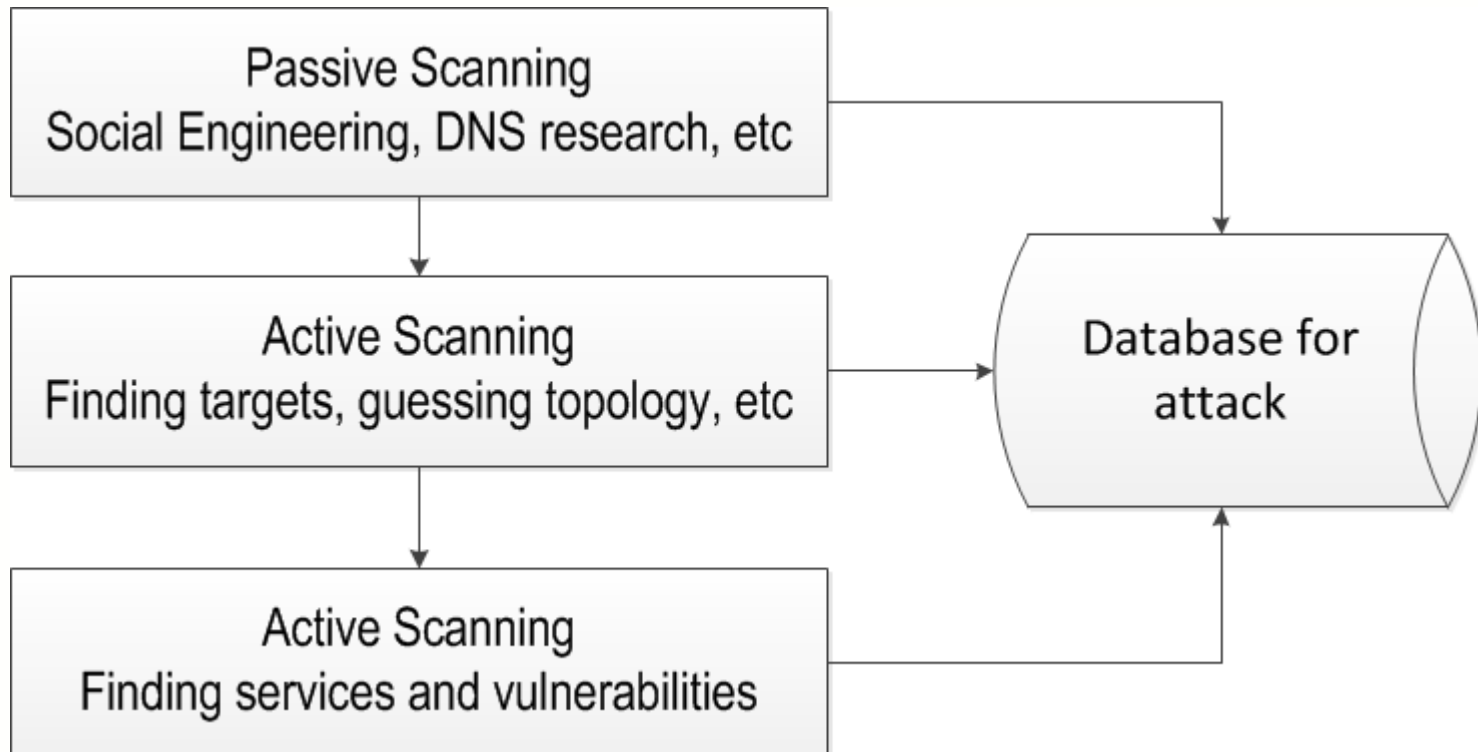 Passive Scanning
Social Engineering, DNS research, etc
Active Scanning
Finding targets, guessing topology, etc
Database for
attack
Active Scanning
Finding services and vulnerabilities